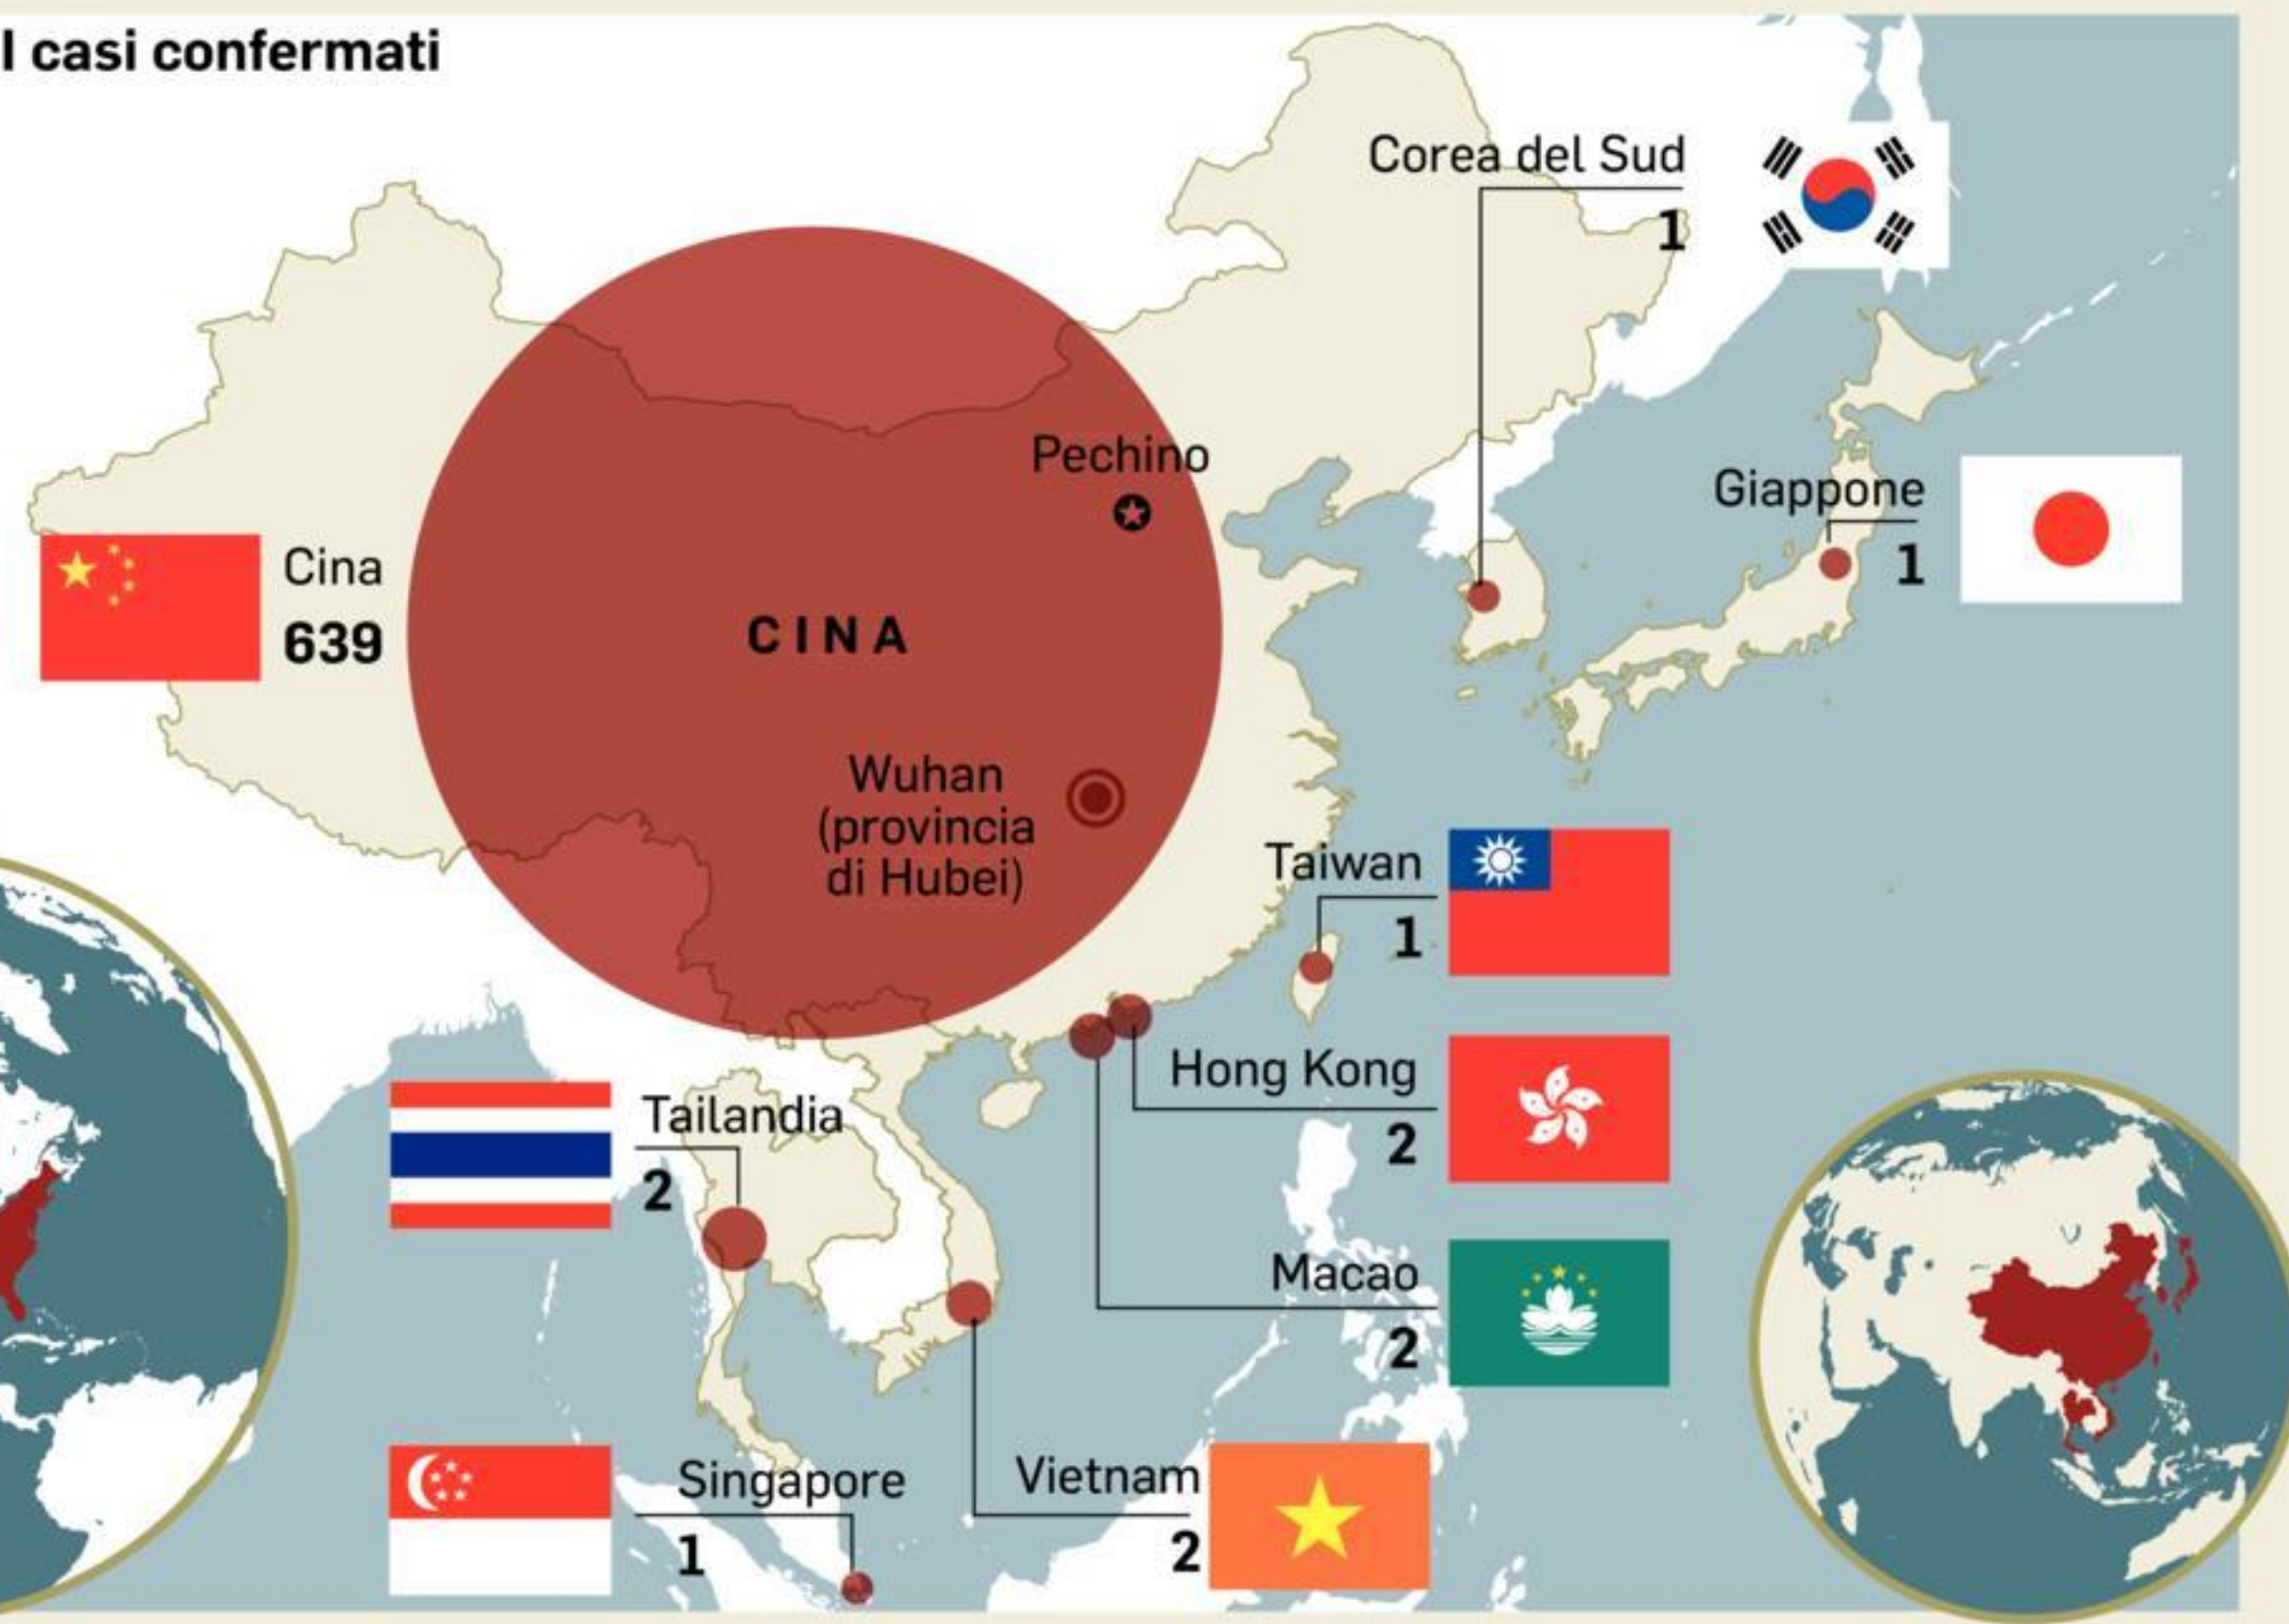 I casi confermati
Corea del Sud
1
Pechino
Giappone
1
Cina
639
CINA
Wuhan
(provincia
di Hubei)
Taiwan
1
Hong Kong
2
Tailandia
2
Macao
2
Singapore
1
Vietnam
2